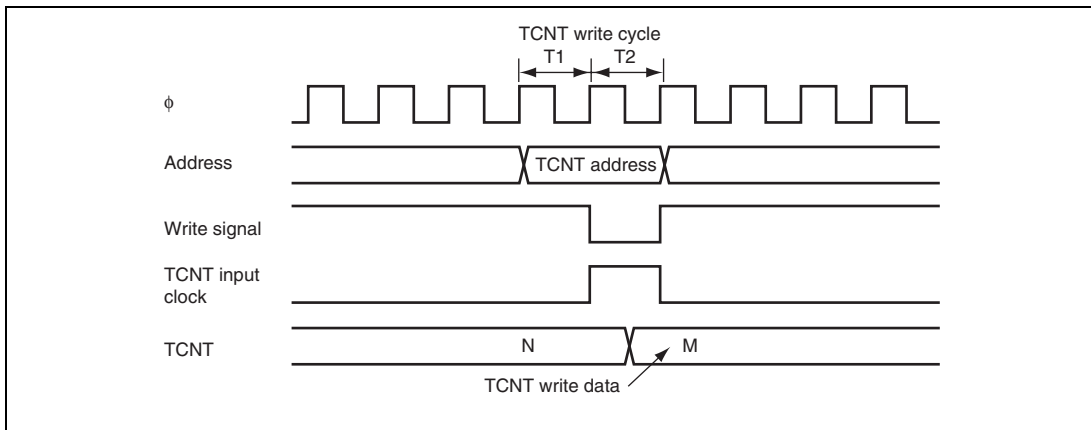 TCNT write cycle
T1 T2
ϕ
Address
TCNT address
Write signal
TCNT input
clock
TCNT
N M
TCNT write data